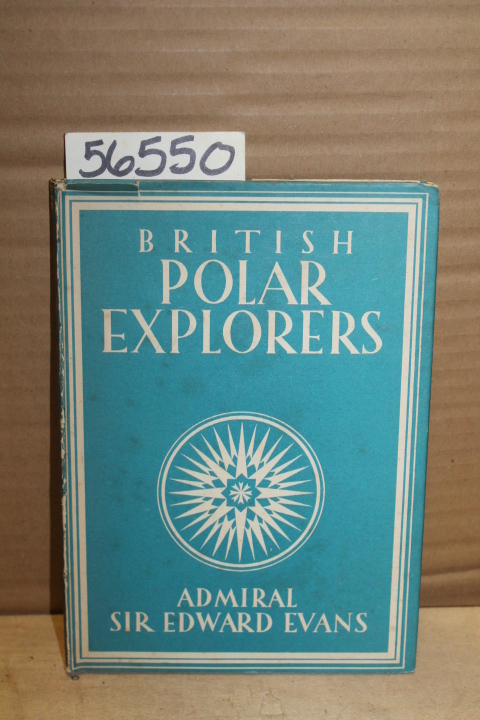 56550
BRITISH
POLAR
EXPLORERS
ADMIRAL
SIR EDWARD EVANS